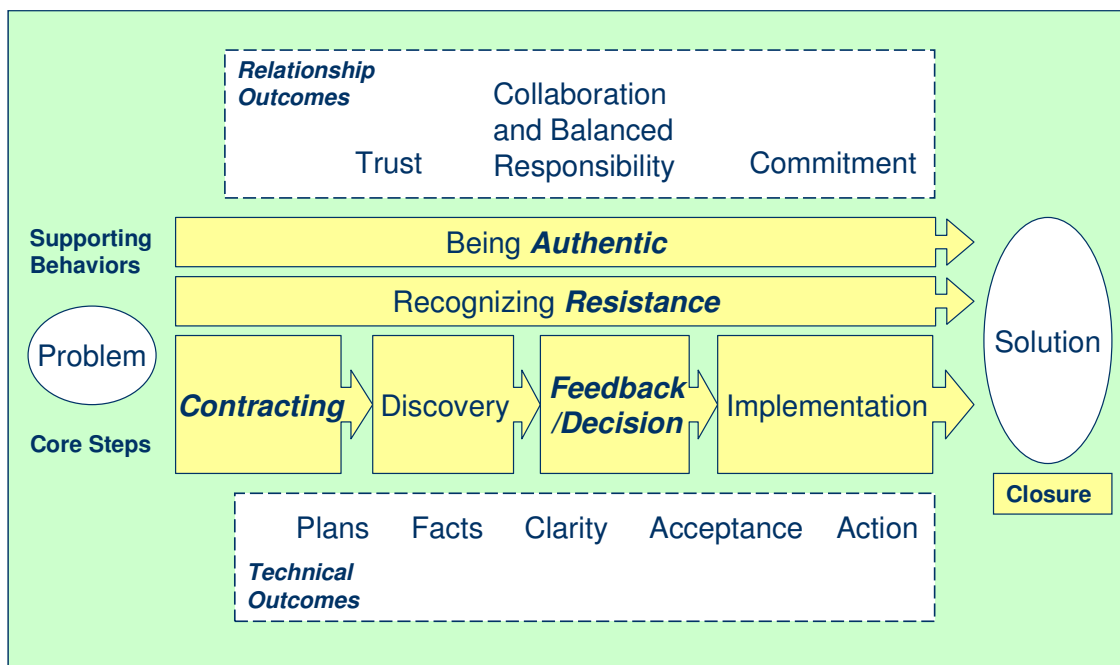 Relationship
Outcomes
Collaboration
and Balanced
Responsibility
Trust
Commitment
Supporting
Behaviors
Being Authentic
Recognizing Resistance
Problem
Solution
Core Steps
Contracting
Discovery
Feedback
/Decision
Implementation
Closure
Plans Facts Clarity Acceptance Action
Technical
Outcomes